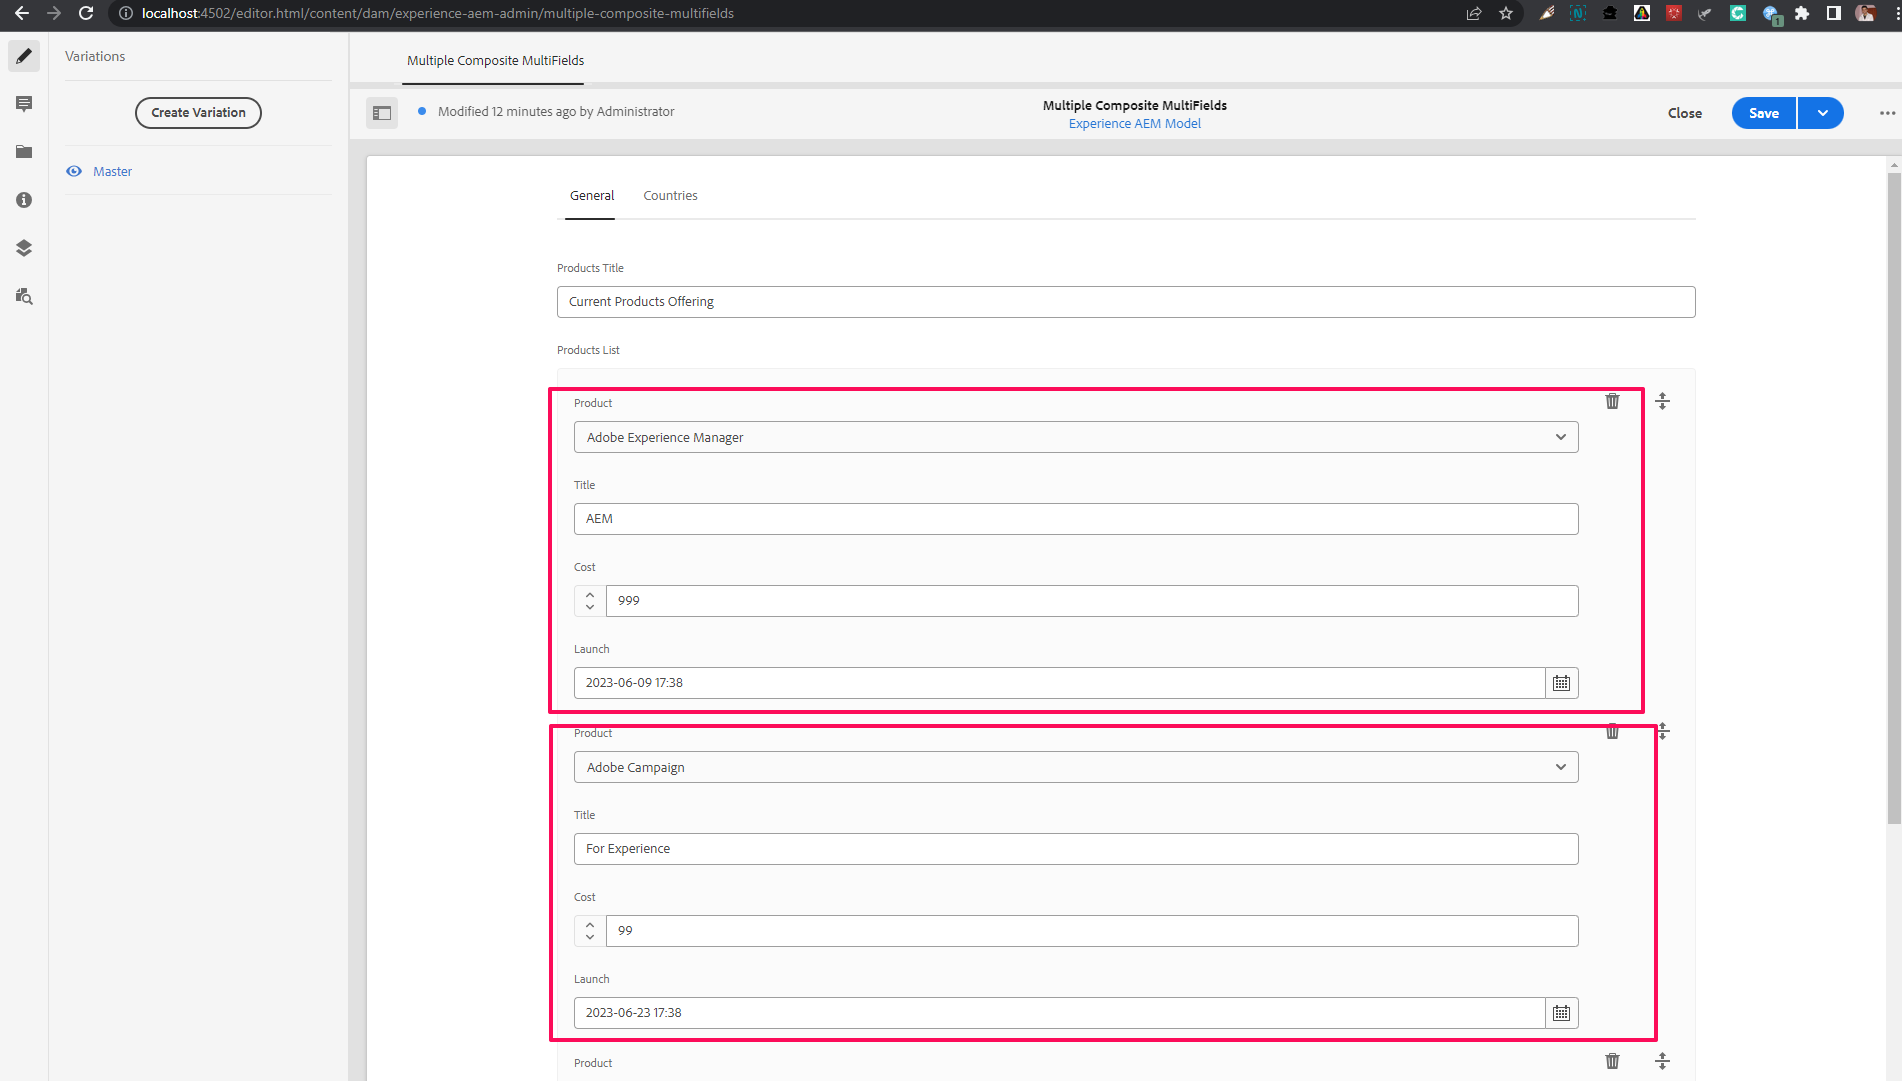 localhost:4502/editor.html/content/dam/experience-aem-admin/multiple-composite-multifields
Variations
Create Variation
Master
Multiple Composite MultiFields
Modified 12 minutes ago by Administrator
Multiple Composite MultiFields
Experience AEM Model
Close
Save
General
Countries
Products Title
Current Products Offering
Products List
Product
Adobe Experience Manager
Title
AEM
Cost
999
Launch
2023-06-09 17:38
Product
Adobe Campaign
Title
For Experience
Cost
99
Launch
2023-06-23 17:38
Product